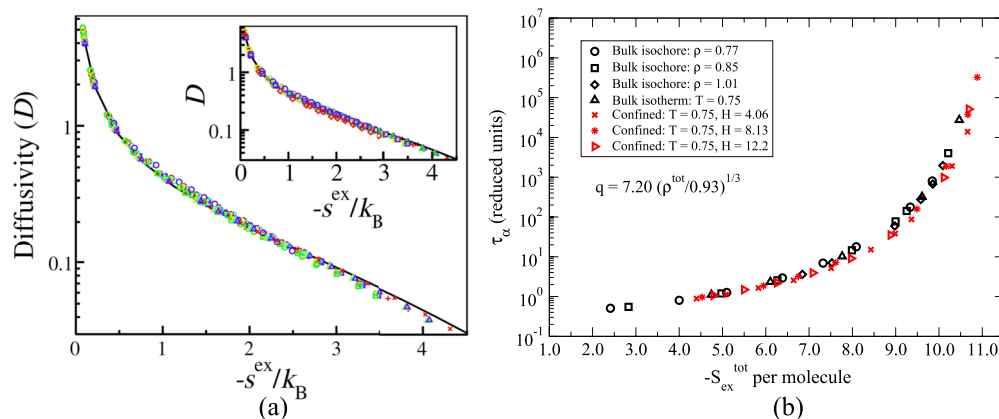 (a)
Diffusivity (D)
1
0.1
0 1 2 3 4
-s^ex/k_B
D
1
0.1
0 1 2 3 4
-s^ex/k_B
(a)
10^7
10^6
10^5
10^4
10^3
10^2
10^1
10^0
10^-1
τ_α (reduced units)
Bulk isochore: ρ = 0.77
Bulk isochore: ρ = 0.85
Bulk isochore: ρ = 1.01
Bulk isotherm: T = 0.75
Confined: T = 0.75, H = 4.06
Confined: T = 0.75, H = 8.13
Confined: T = 0.75, H = 12.2
q = 7.20 (ρ^tot/0.93)^1/3
1.0 2.0 3.0 4.0 5.0 6.0 7.0 8.0 9.0 10.0 11.0
-S_ex^tot per molecule
(b)